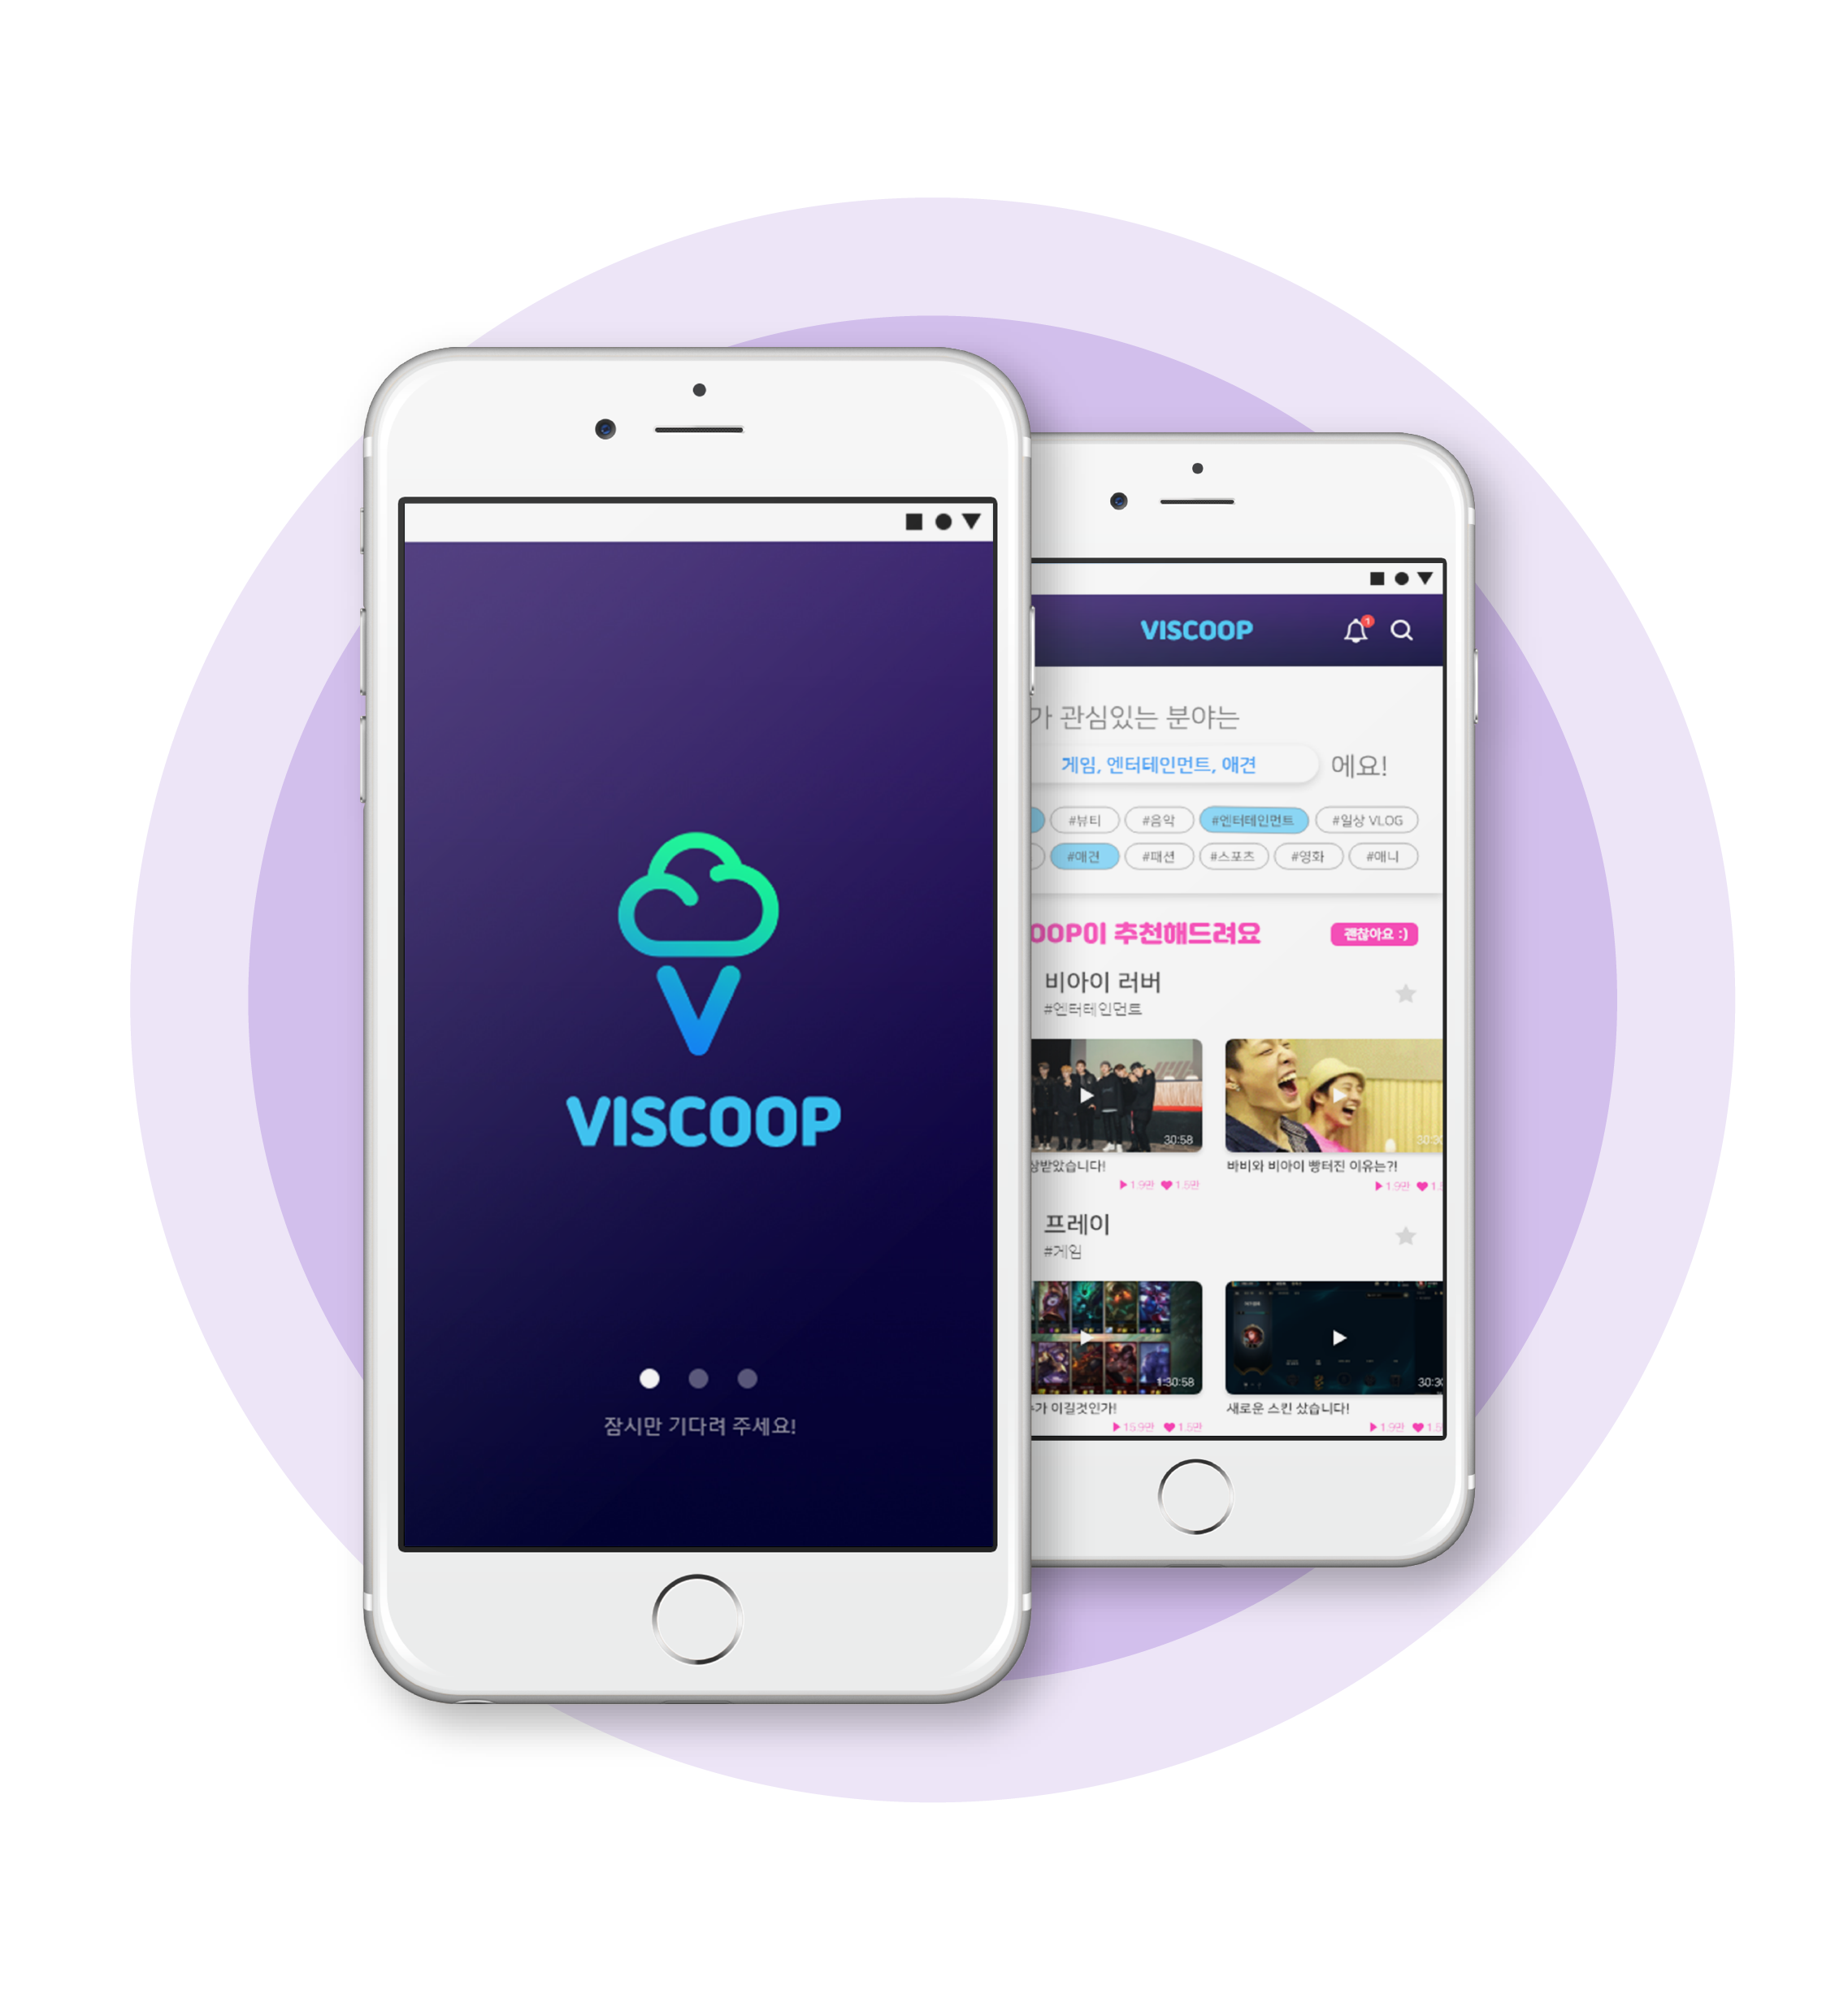 VISCOOP
잠시만 기다려 주세요!
VISCOOP
1
가 관심있는 분야는
게임, 엔터테인먼트, 애견 에요!
#뷰티 #음악 #엔터테인먼트 #일상 VLOG
#애견 #패션 #스포츠 #영화 #애니
OOP이 추천해드려요 괜찮아요 :)
비아이 러버
#엔터테인먼트
30:58 30:30
상받았습니다! 바비와 비아이 빵터진 이유는?!
1.9만 1.5만 1.9만 1.5
프레이
#게임
1:30:58 30:30
가 이길것인가! 새로운 스킨 샀습니다!
15.9만 1.5만 1.9만 1.5